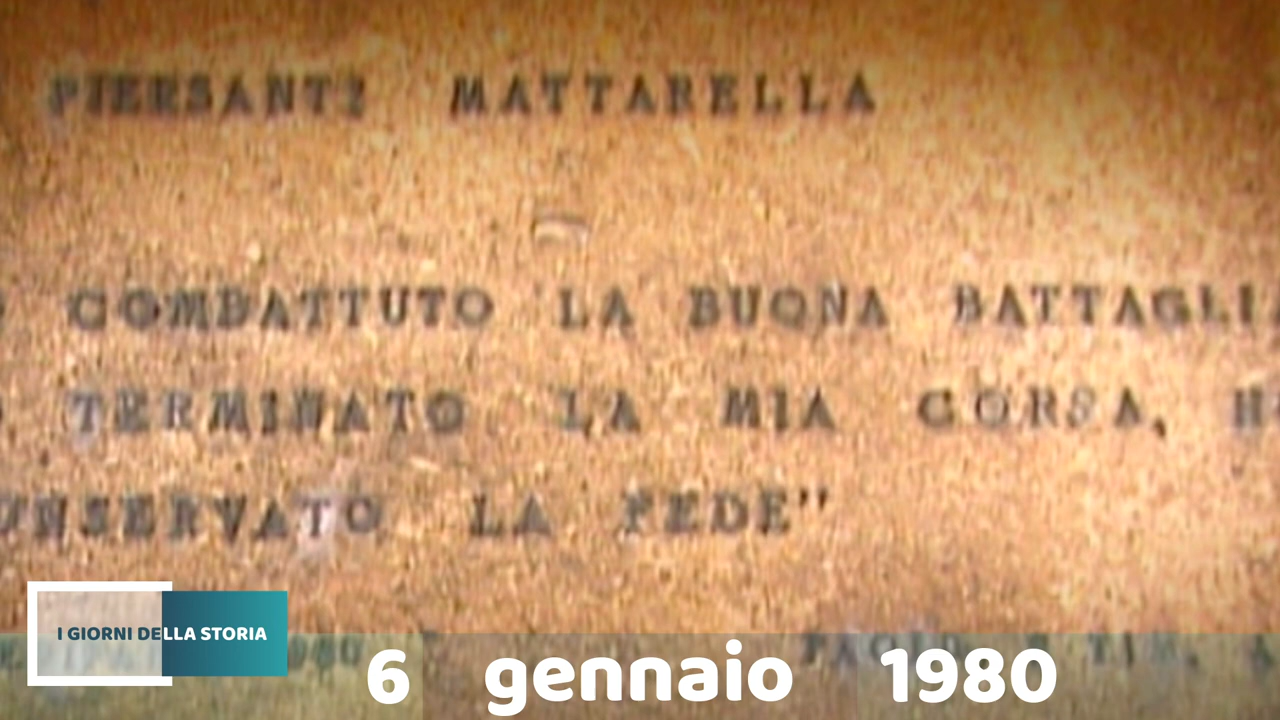 PIERSANTI MATTARELLA
COMBATTUTO LA BUONA BATTAGLI
TERMINATO LA MIA CORSA, H
NSERVATO LA FEDE"
I GIORNI DELLA STORIA
6 gennaio 1980